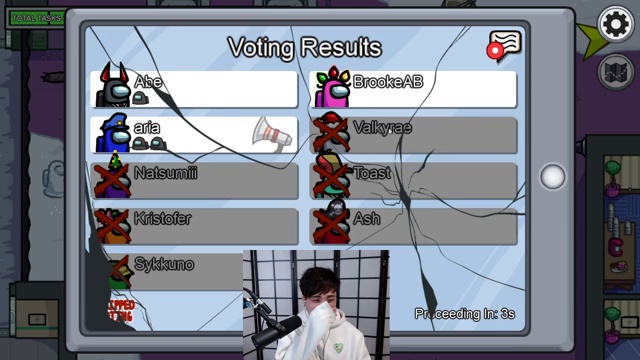 TOTAL TASKS
Voting Results
Abe
BrookeAB
aria
Valkyrae
Natsumiii
Toast
Kristofer
Ash
Sykkuno
Proceeding In: 3s